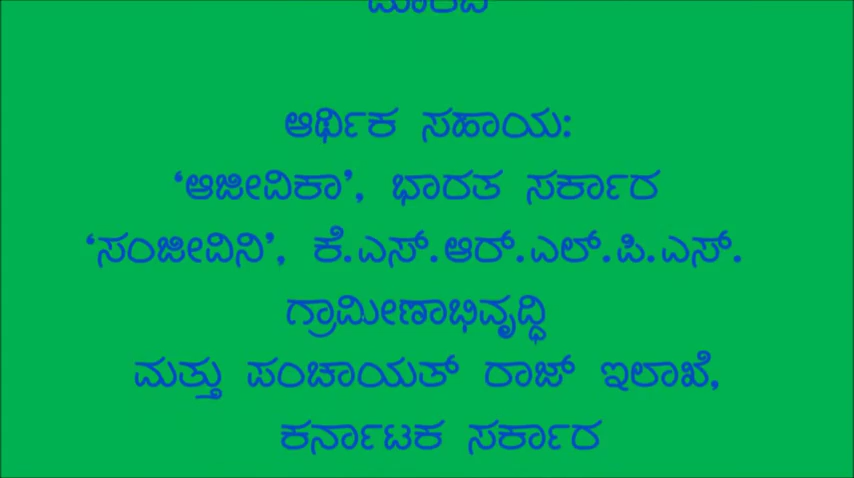 ಆರ್ಥಿಕ ಸಹಾಯ:
‘ಆಜೀವಿಕಾ’, ಭಾರತ ಸರ್ಕಾರ
‘ಸಂಜೀವಿನಿ’, ಕೆ.ಎಸ್.ಆರ್.ಎಲ್.ಪಿ.ಎಸ್.
ಗ್ರಾಮೀಣಾಭಿವೃದ್ಧಿ
ಮತ್ತು ಪಂಚಾಯತ್ ರಾಜ್ ಇಲಾಖೆ,
ಕರ್ನಾಟಕ ಸರ್ಕಾರ